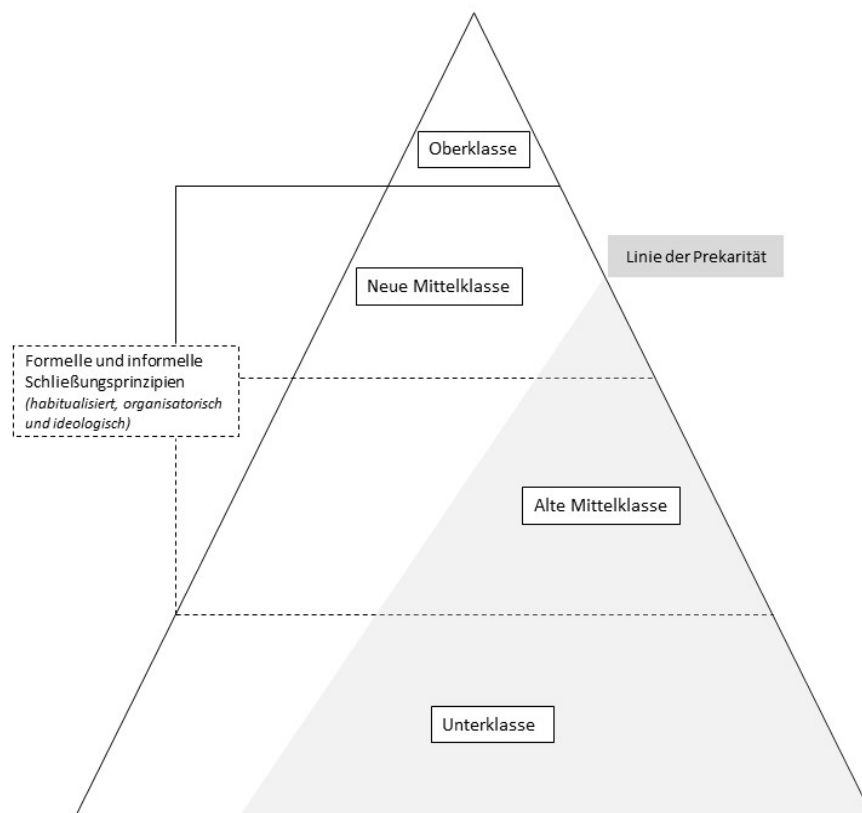 Oberklasse
Linie der Prekarität
Neue Mittelklasse
Formelle und informelle
Schließungsprinzipien
(habitualisiert, organisatorisch
und ideologisch)
Alte Mittelklasse
Unterklasse